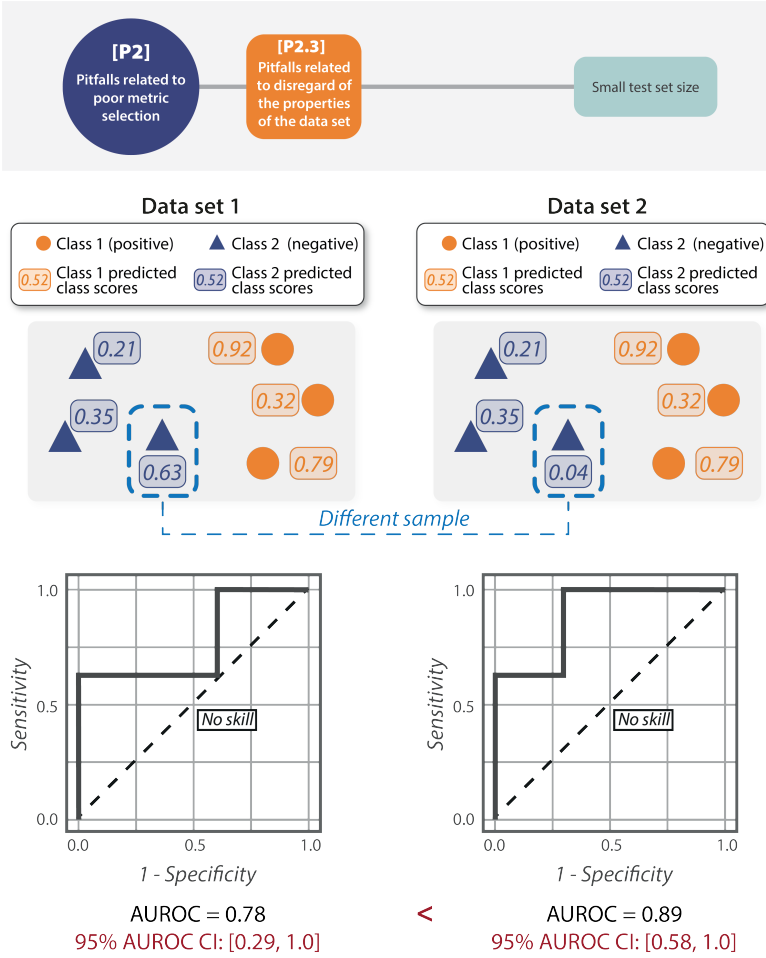 [P2]
Pitfalls related to
poor metric
selection
[P2.3]
Pitfalls related
to disregard of
the properties
of the data set
Small test set size
Data set 1
Class 1 (positive)
Class 2 (negative)
0.52
Class 1 predicted
class scores
0.52
Class 2 predicted
class scores
0.21
0.92
0.35
0.32
0.63
0.79
Data set 2
Class 1 (positive)
Class 2 (negative)
0.52
Class 1 predicted
class scores
0.52
Class 2 predicted
class scores
0.21
0.92
0.35
0.32
0.04
0.79
Different sample
Sensitivity
1.0
0.5
0.0
No skill
0.0
0.5
1.0
1 - Specificity
Sensitivity
1.0
0.5
0.0
No skill
0.0
0.5
1.0
1 - Specificity
AUROC = 0.78
<
AUROC = 0.89
95% AUROC CI: [0.29, 1.0]
95% AUROC CI: [0.58, 1.0]